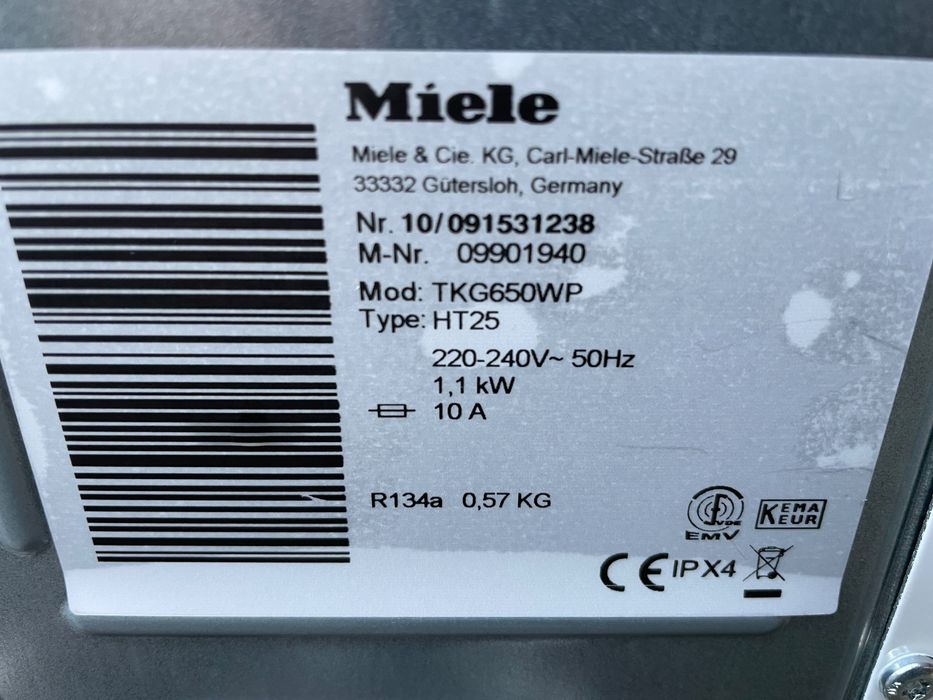 Miele
Miele & Cie. KG, Carl-Miele-Straße 29
33332 Gütersloh, Germany
Nr. 10/091531238
M-Nr. 09901940
Mod: TKG650WP
Type: HT25
220-240V~ 50Hz
1,1 kW
10 A
R134a 0,57 KG
VDE
EMV
KEMA
EUR
CE IPX4